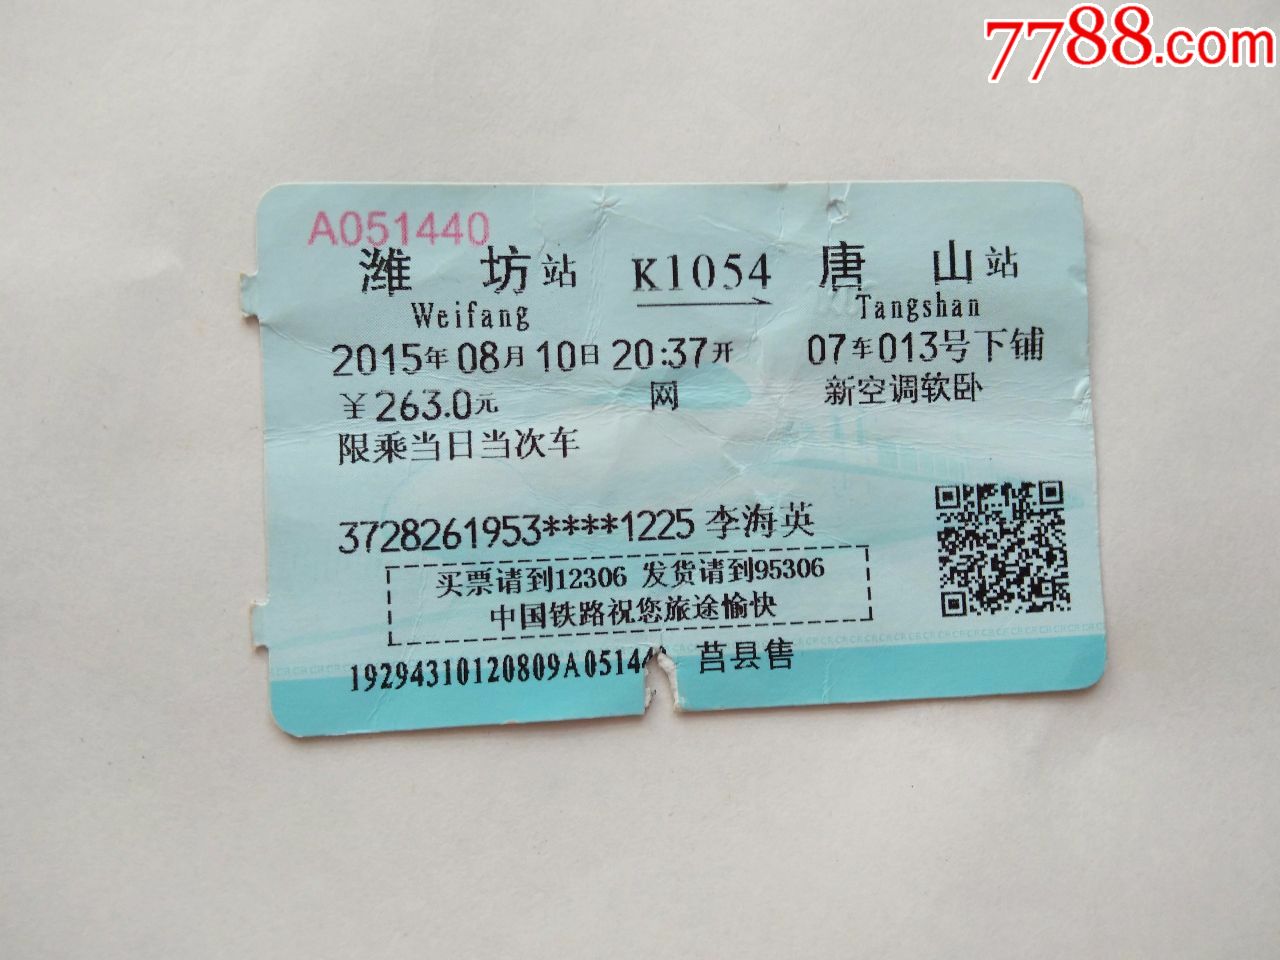 7788.com
A051440
潍 坊站 K1054 唐 山站
Weifang Tangshan
2015年08月10日20:37开 07车013号下铺
￥263.0元 网 新空调软卧
限乘当日当次车
3728261953****1225 李海英
买票请到12306 发货请到95306
中国铁路祝您旅途愉快
19294310120809A05144 莒县售